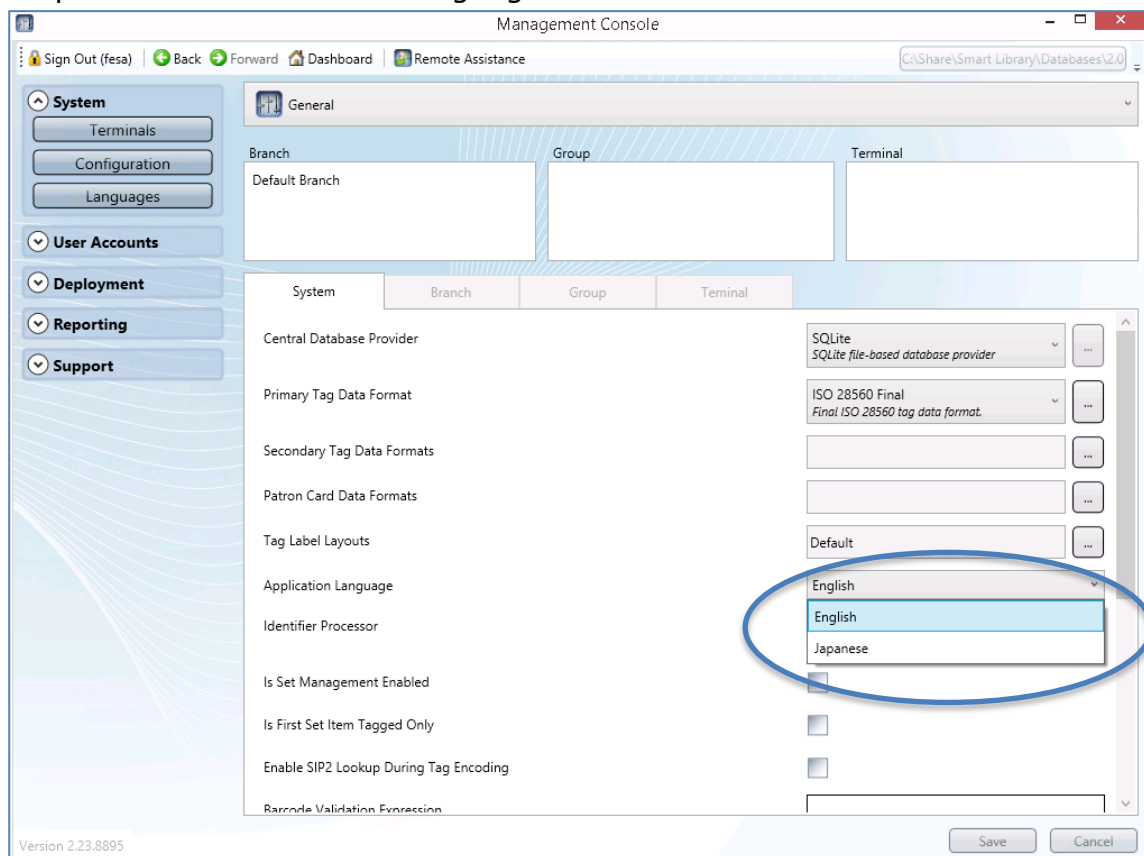 Management Console
Sign Out (fesa) Back Forward Dashboard Remote Assistance C:\Share\Smart Library\Databases\2.0
System
Terminals
Configuration
Languages
User Accounts
Deployment
Reporting
Support
General
Branch Group Terminal
Default Branch
System Branch Group Teminal
Central Database Provider SQLite
SQLite file-based database provider
...
Primary Tag Data Format ISO 28560 Final
Final ISO 28560 tag data format.
...
Secondary Tag Data Formats ...
Patron Card Data Formats ...
Tag Label Layouts Default ...
Application Language English
English
Identifier Processor
Japanese
Is Set Management Enabled
Is First Set Item Tagged Only
Enable SIP2 Lookup During Tag Encoding
Barcode Validation Expression
Version 2.23.8895 Save Cancel